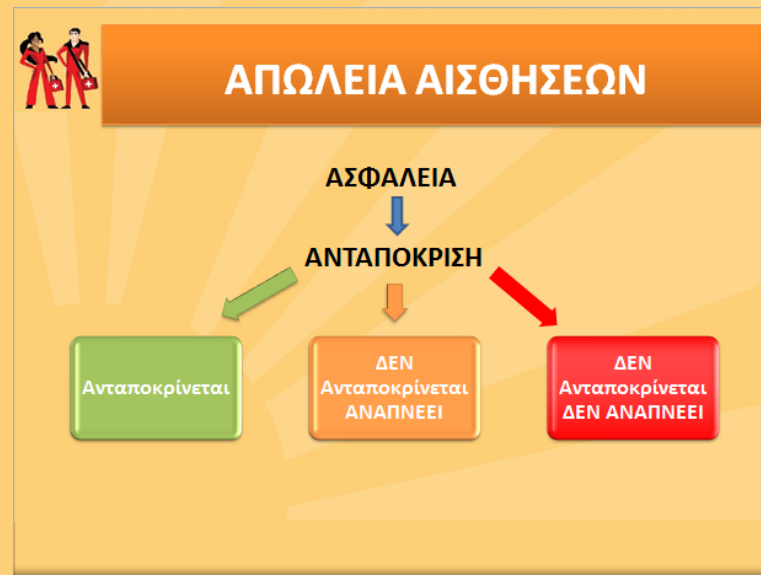 ΑΠΩΛΕΙΑ ΑΙΣΘΗΣΕΩΝ
ΑΣΦΑΛΕΙΑ
ΑΝΤΑΠΟΚΡΙΣΗ
Ανταποκρίνεται
ΔΕΝ
Ανταποκρίνεται
ΑΝΑΠΝΕΕΙ
ΔΕΝ
Ανταποκρίνεται
ΔΕΝ ΑΝΑΠΝΕΕΙ